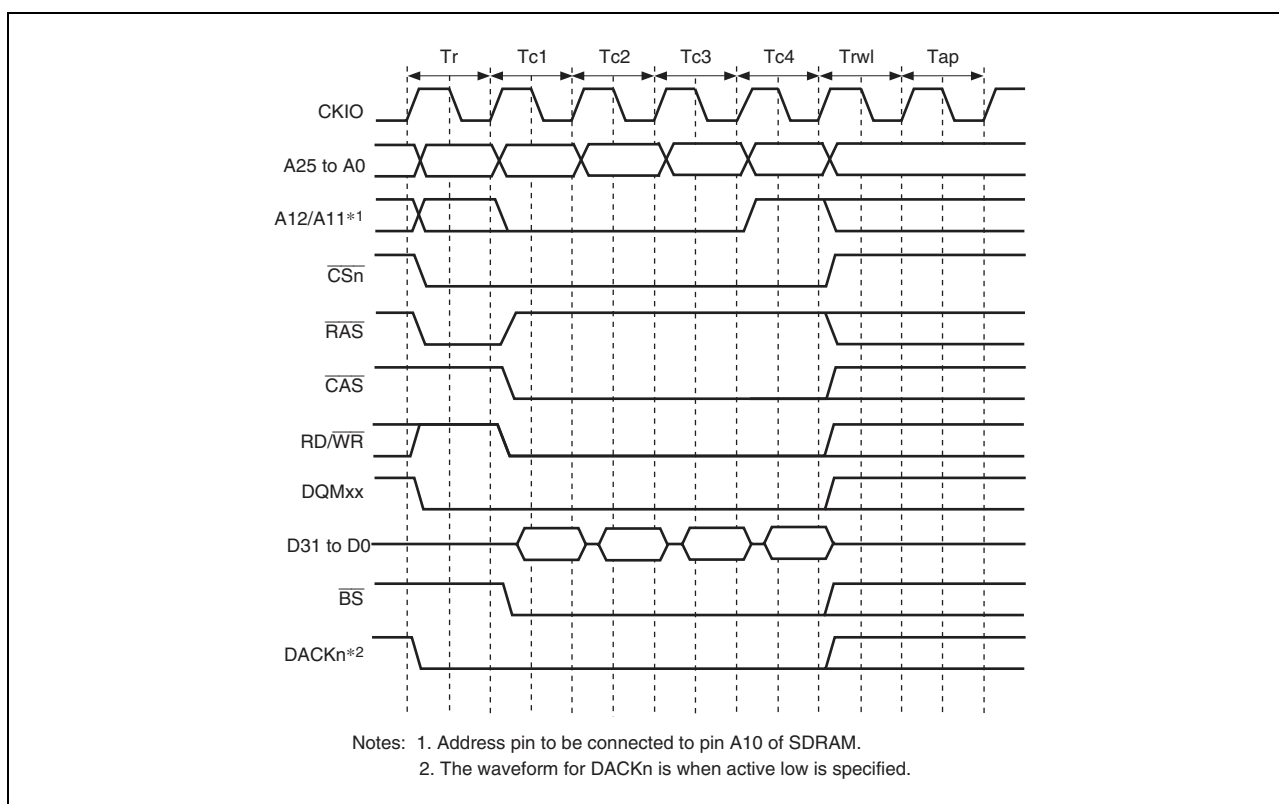 Tr Tc1 Tc2 Tc3 Tc4 Trwl Tap
CKIO
A25 to A0
A12/A11*1
CSn
RAS
CAS
RD/WR
DQMxx
D31 to D0
BS
DACKn*2
Notes: 1. Address pin to be connected to pin A10 of SDRAM.
2. The waveform for DACKn is when active low is specified.